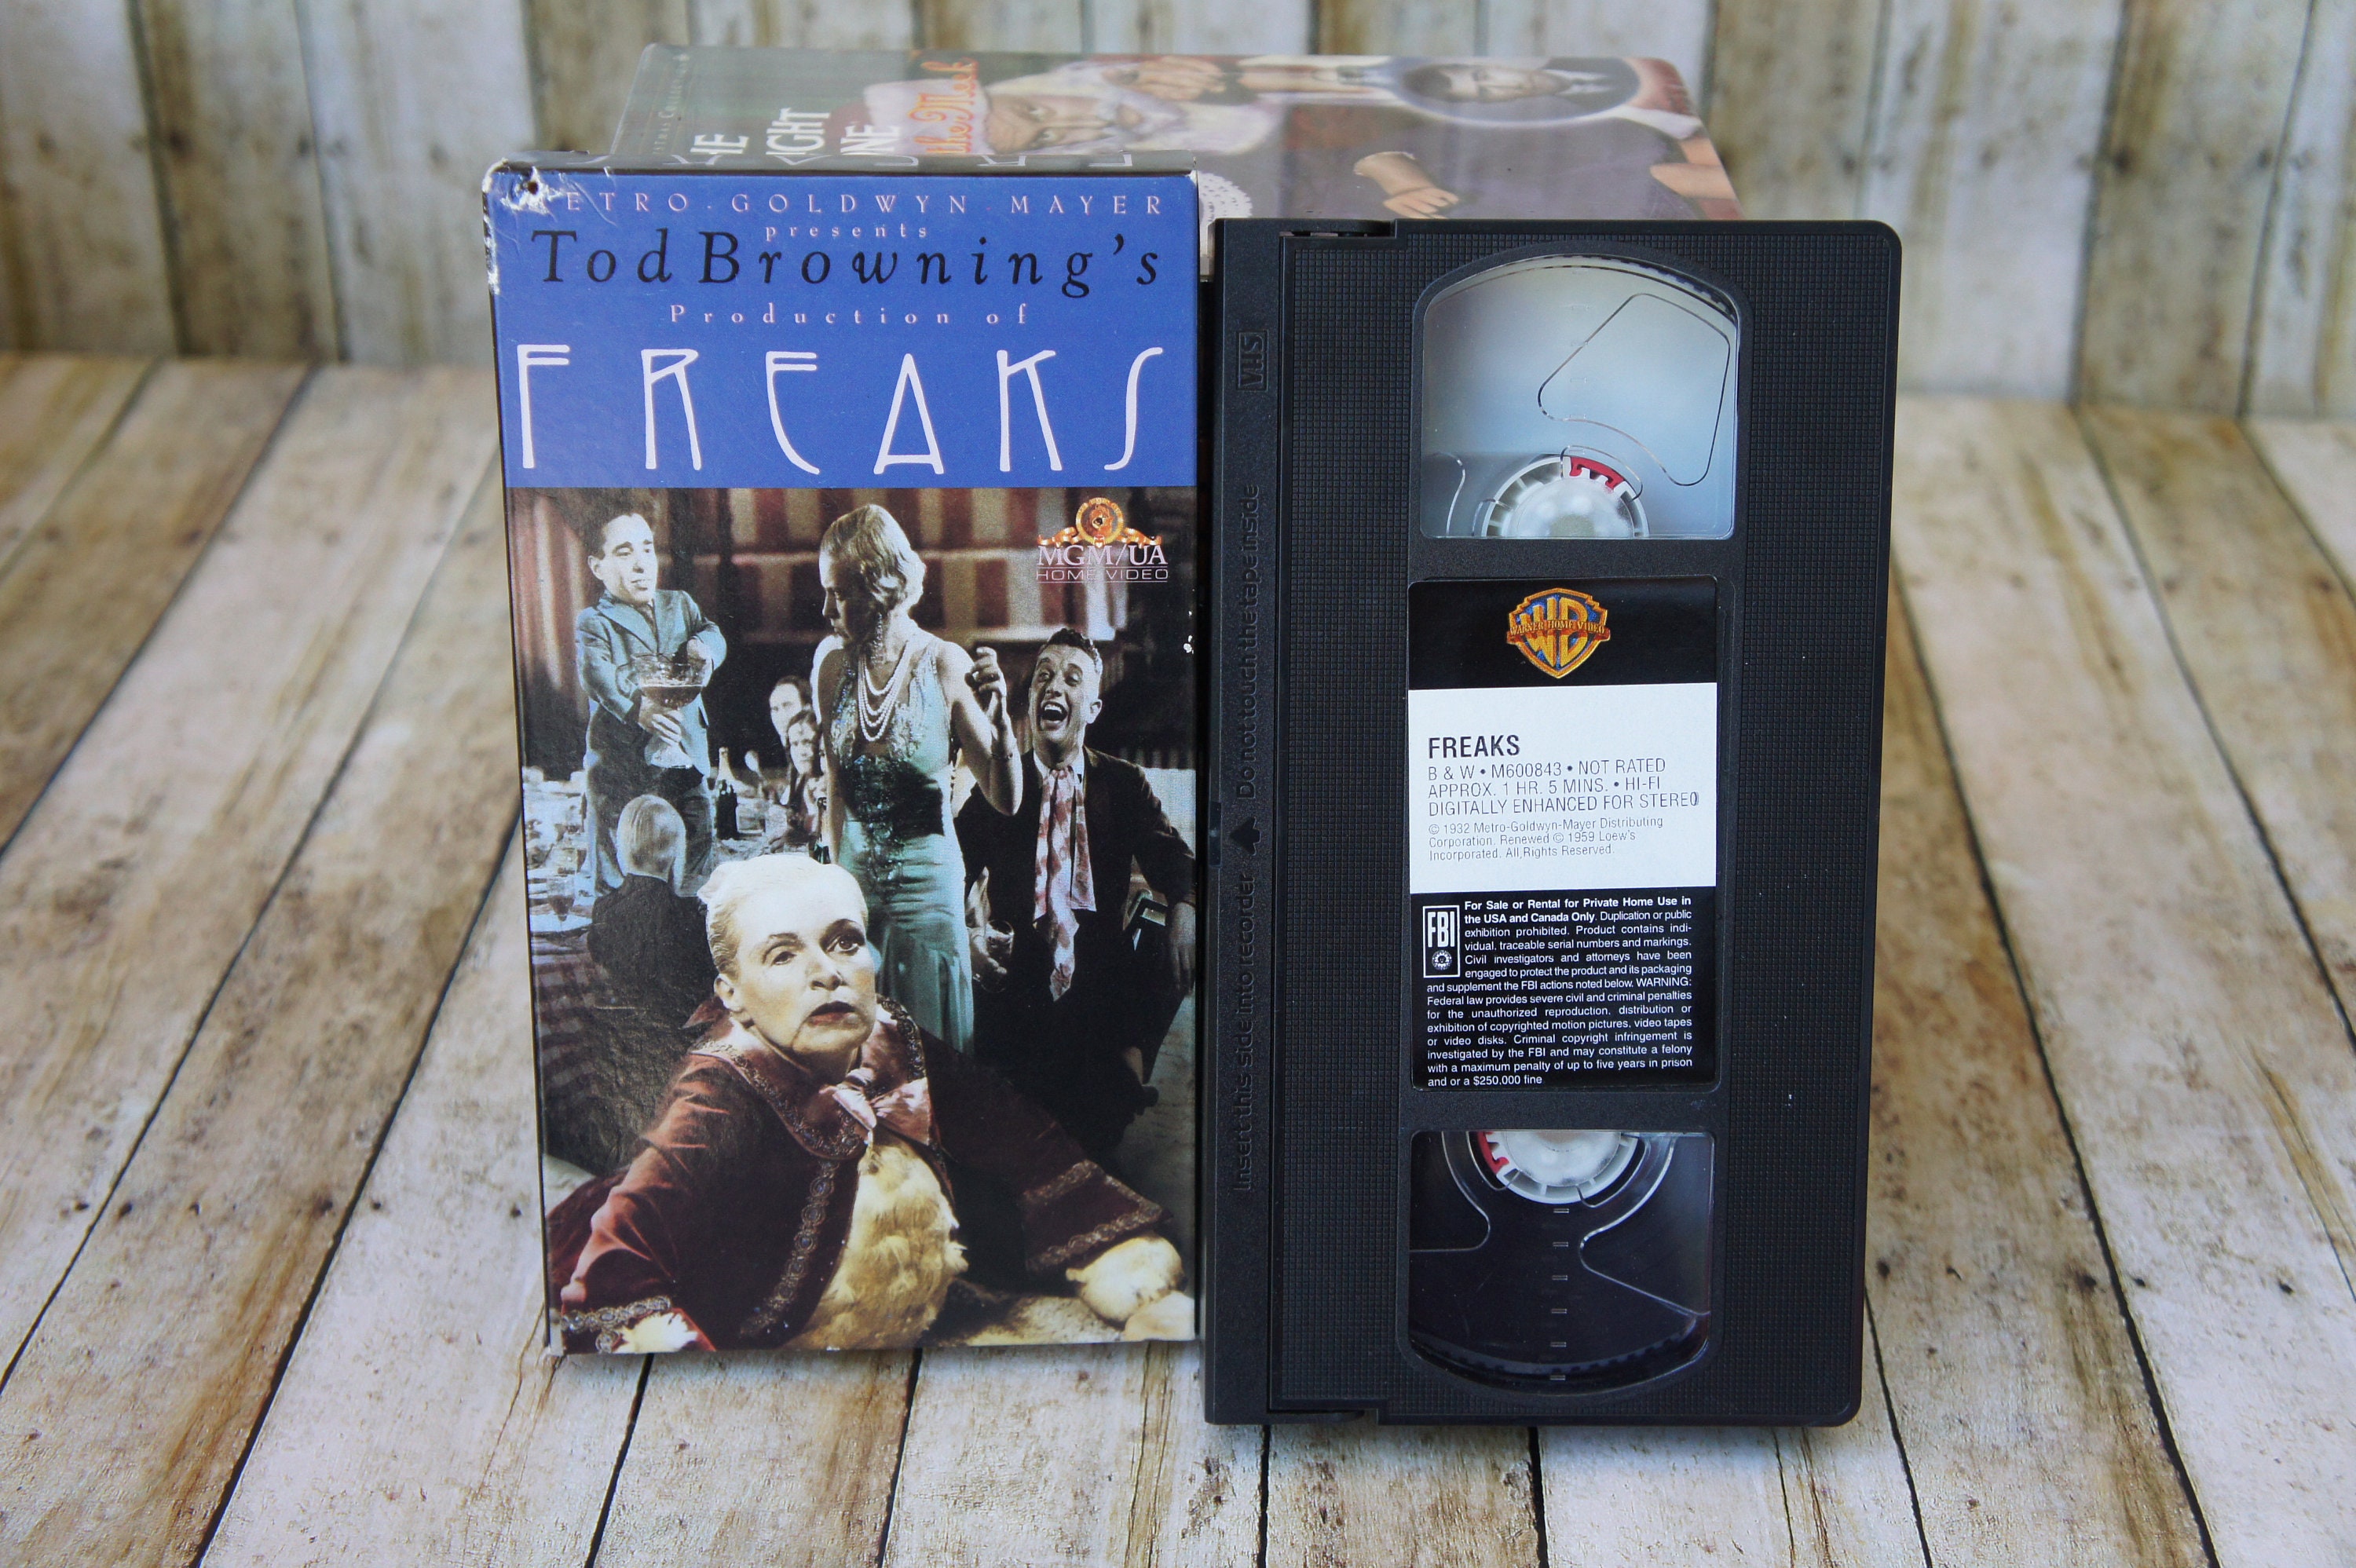 METRO-GOLDWYN-MAYER
presents
Tod Browning's
Production of
FREAKS
MGM/UA
HOME VIDEO
the Meek
VHS
Do not touch the tape inside
Insert this side into recorder
WARNER HOME VIDEO
FREAKS
B & W • M600843 • NOT RATED
APPROX. 1 HR. 5 MINS. • HI-FI
DIGITALLY ENHANCED FOR STEREO
© 1932 Metro-Goldwyn-Mayer Distributing
Corporation. Renewed © 1959 Loew's
Incorporated. All Rights Reserved.
FBI
For Sale or Rental for Private Home Use in
the USA and Canada Only. Duplication or public
exhibition prohibited. Product contains indi-
vidual, traceable serial numbers and markings.
Civil investigators and attorneys have been
engaged to protect the product and its packaging
and supplement the FBI actions noted below. WARNING:
Federal law provides severe civil and criminal penalties
for the unauthorized reproduction, distribution or
exhibition of copyrighted motion pictures, video tapes
or video disks. Criminal copyright infringement is
investigated by the FBI and may constitute a felony
with a maximum penalty of up to five years in prison
and or a $250,000 fine